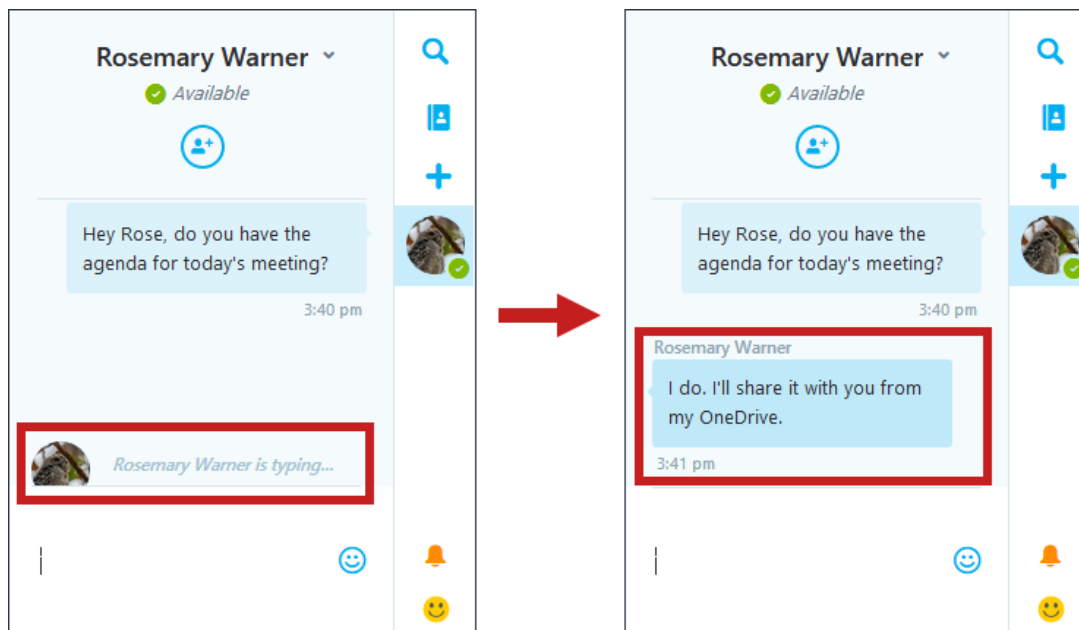 Rosemary Warner
Available
Hey Rose, do you have the
agenda for today's meeting?
3:40 pm
Rosemary Warner is typing...
Rosemary Warner
Available
Hey Rose, do you have the
agenda for today's meeting?
3:40 pm
Rosemary Warner
I do. I'll share it with you from
my OneDrive.
3:41 pm